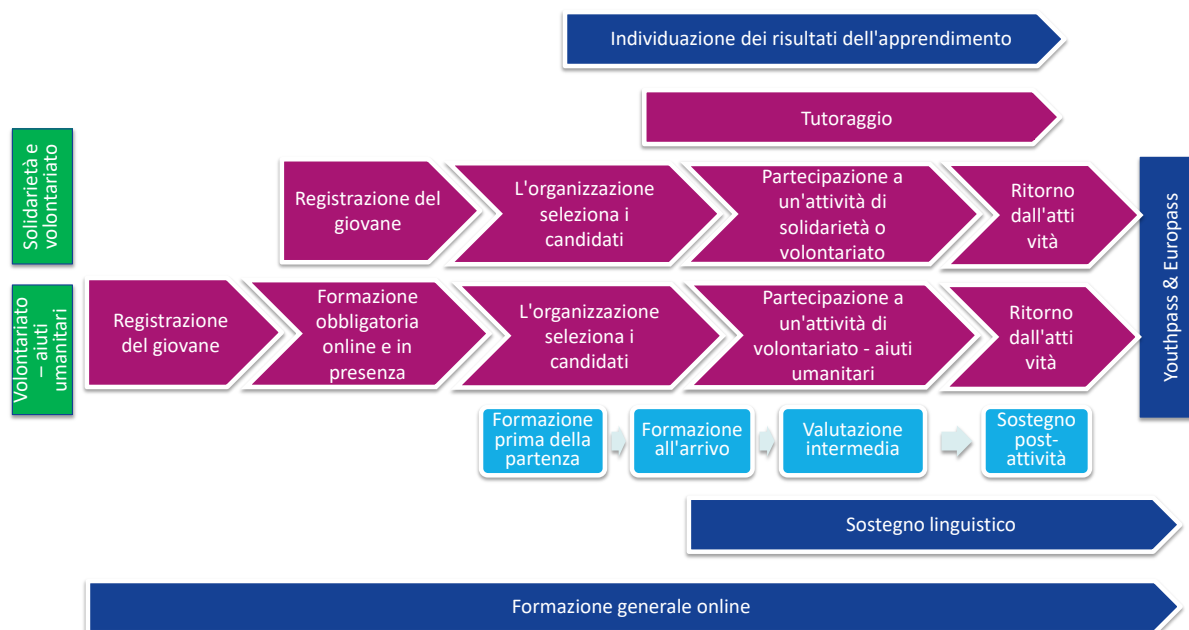 Individuazione dei risultati dell'apprendimento
Tutoraggio
Solidarietà e
volontariato
Registrazione del
giovane
L'organizzazione
seleziona i
candidati
Partecipazione a
un'attività di
solidarietà o
volontariato
Ritorno
dall'atti
vità
Youthpass & Europass
Volontariato
– aiuti
umanitari
Registrazione
del giovane
Formazione
obbligatoria
online e in
presenza
L'organizzazione
seleziona i
candidati
Partecipazione a
un'attività di
volontariato - aiuti
umanitari
Ritorno
dall'atti
vità
Formazione
prima della
partenza
Formazione
all'arrivo
Valutazione
intermedia
Sostegno
post-
attività
Sostegno linguistico
Formazione generale online